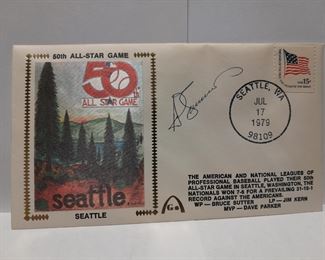 50th ALL-STAR GAME
50th
ALL STAR GAME
seattle.
SEATTLE
USA 15c
SEATTLE, WA
JUL
17
1979
98109
THE AMERICAN AND NATIONAL LEAGUES OF
PROFESSIONAL BASEBALL PLAYED THEIR 50th
ALL-STAR GAME IN SEATTLE, WASHINGTON, THE
NATIONALS WON 7-6 FOR A PREVAILING 31-18-1
RECORD AGAINST THE AMERICANS.
WP - BRUCE SUTTER LP - JIM KERN
MVP - DAVE PARKER